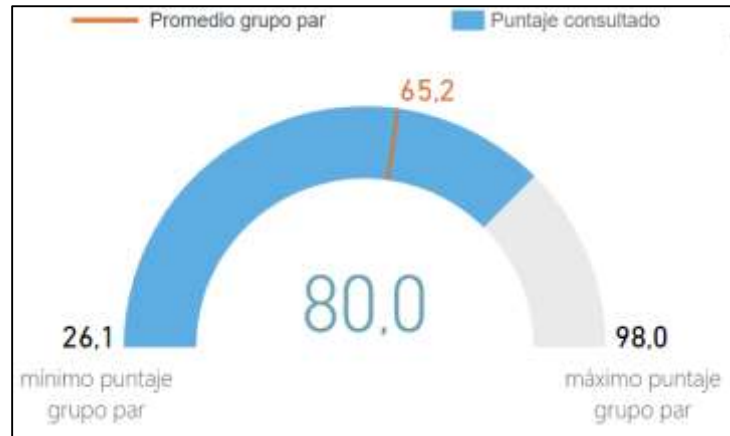 Promedio grupo par
Puntaje consultado
65,2
80,0
26,1
mínimo puntaje
grupo par
98,0
máximo puntaje
grupo par